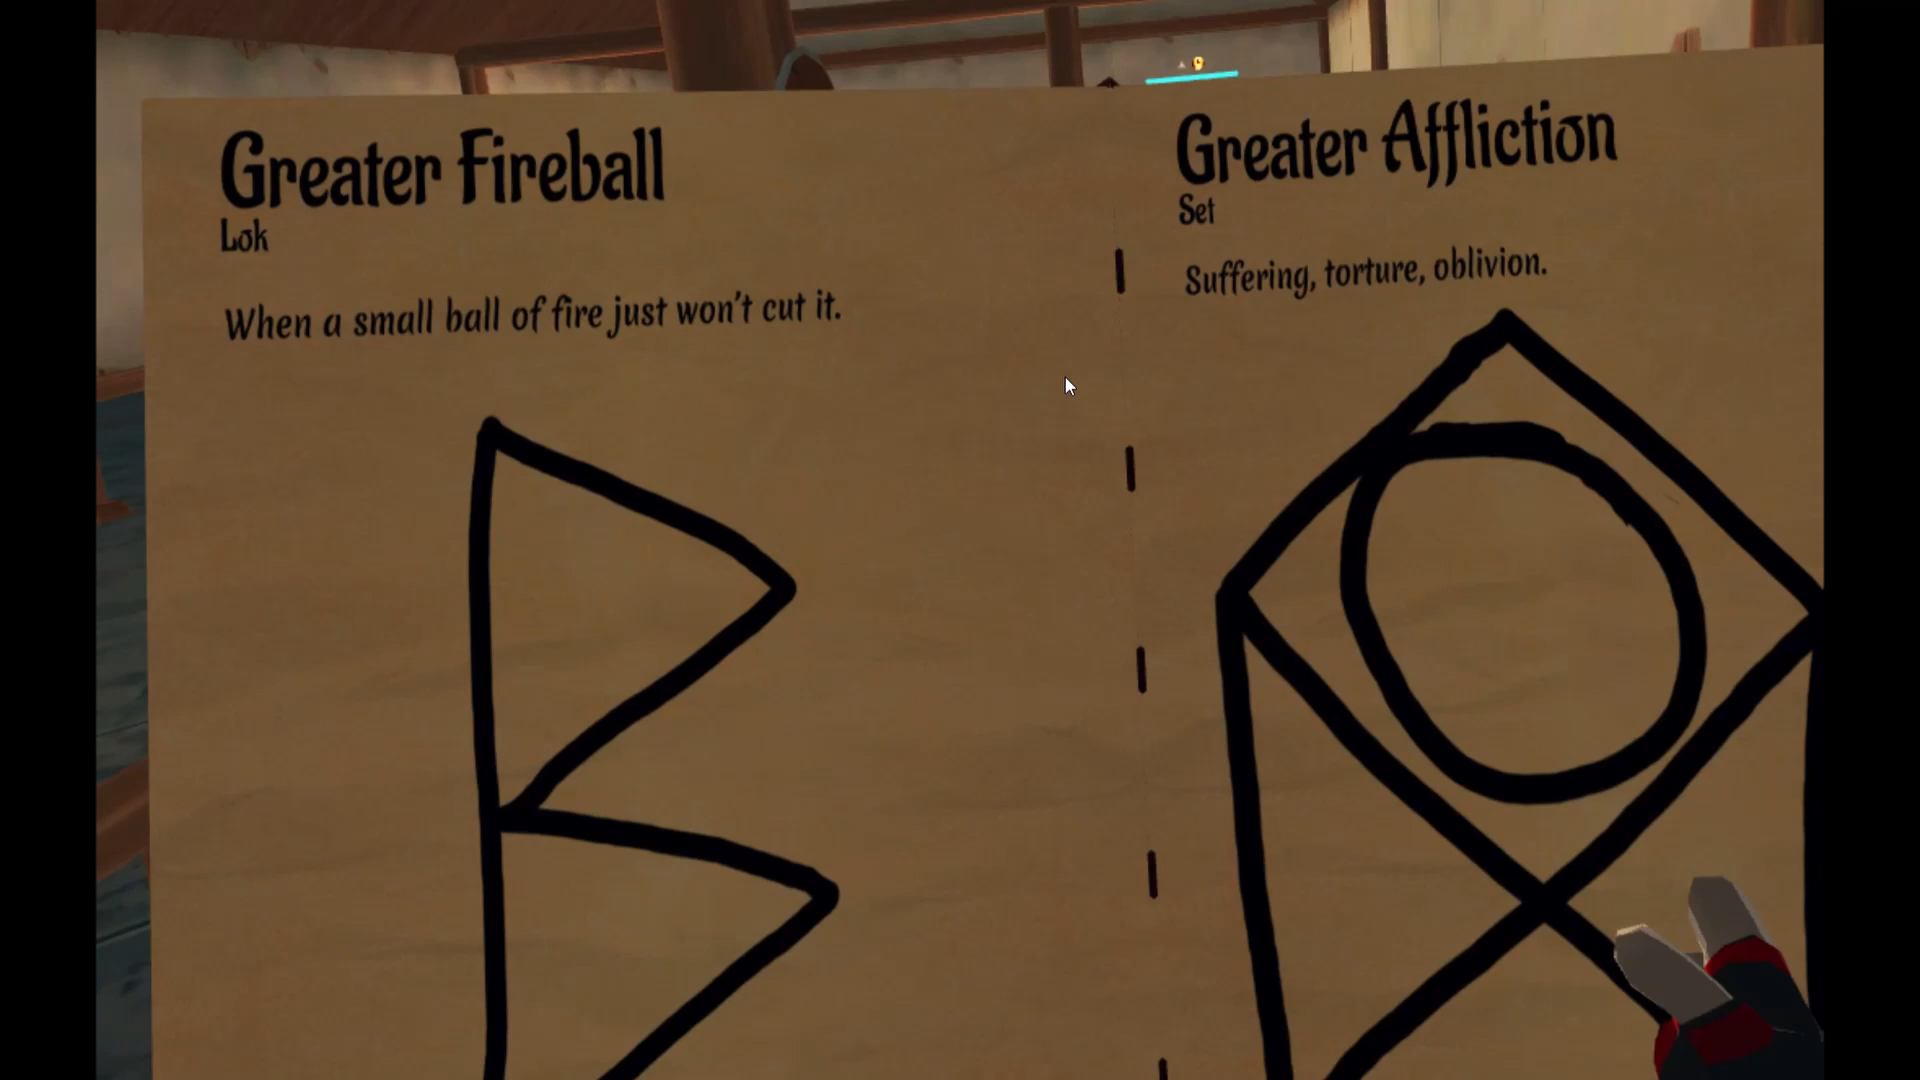 Greater Fireball
Lok
When a small ball of fire just won't cut it.
Greater Affliction
Set
Suffering, torture, oblivion.